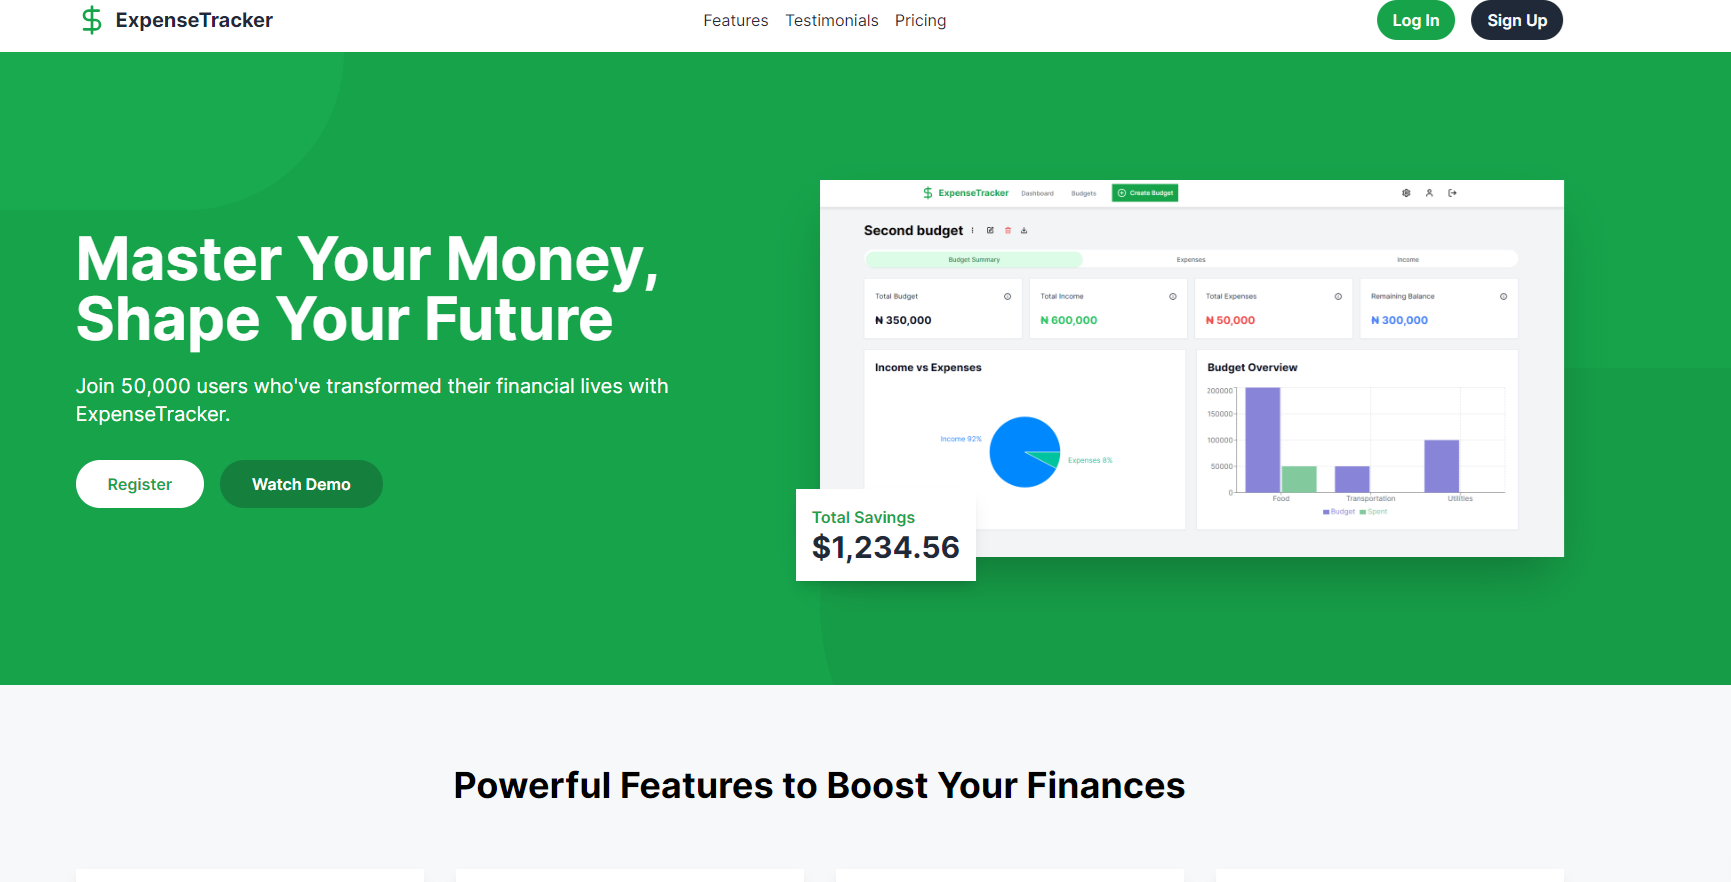 ExpenseTracker
Features Testimonials Pricing
Log In Sign Up
Master Your Money,
Shape Your Future
Join 50,000 users who've transformed their financial lives with
ExpenseTracker.
Register Watch Demo
ExpenseTracker Dashboard Budgets Create Budget
Second budget
Budget Summary Expenses Income
Total Budget Total Income Total Expenses Remaining Balance
₦ 350,000 ₦ 600,000 ₦ 50,000 ₦ 300,000
Income vs Expenses
Income 92%
Expenses 8%
Budget Overview
200000
150000
100000
50000
0
Food Transportation Utilities
Budget Spent
Total Savings
$1,234.56
Powerful Features to Boost Your Finances